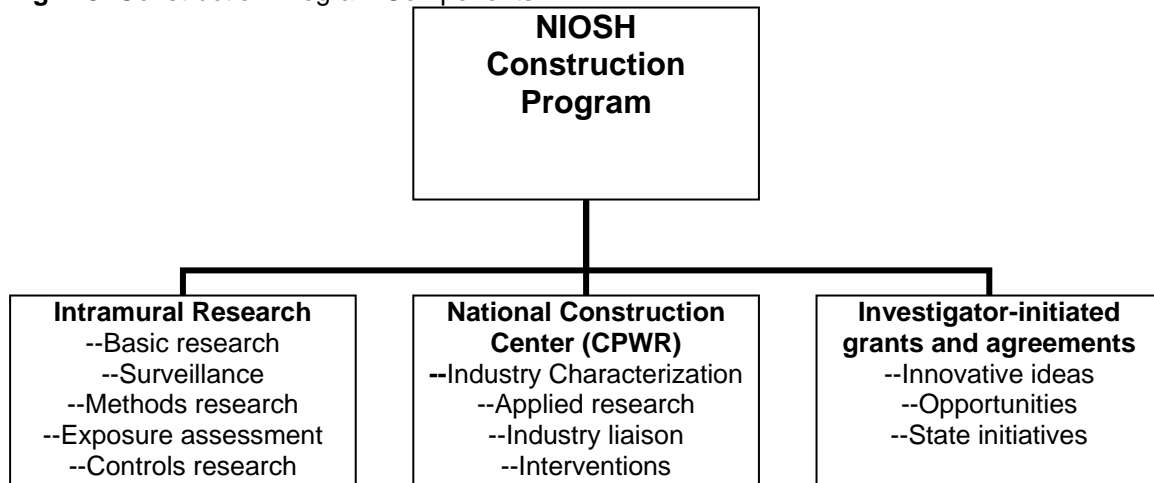 NIOSH
Construction
Program
Intramural Research
--Basic research
--Surveillance
--Methods research
--Exposure assessment
--Controls research
National Construction
Center (CPWR)
--Industry Characterization
--Applied research
--Industry liaison
--Interventions
Investigator-initiated
grants and agreements
--Innovative ideas
--Opportunities
--State initiatives